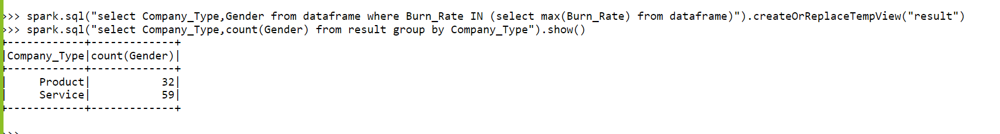 >>> spark.sql("select Company_Type,Gender from dataframe where Burn_Rate IN (select max(Burn_Rate) from dataframe)").createOrReplaceTempView("result")
>>> spark.sql("select Company_Type,count(Gender) from result group by Company_Type").show()
+------------+-------------+
|Company_Type|count(Gender)|
+------------+-------------+
|     Product|           32|
|     Service|           59|
+------------+-------------+
>>>